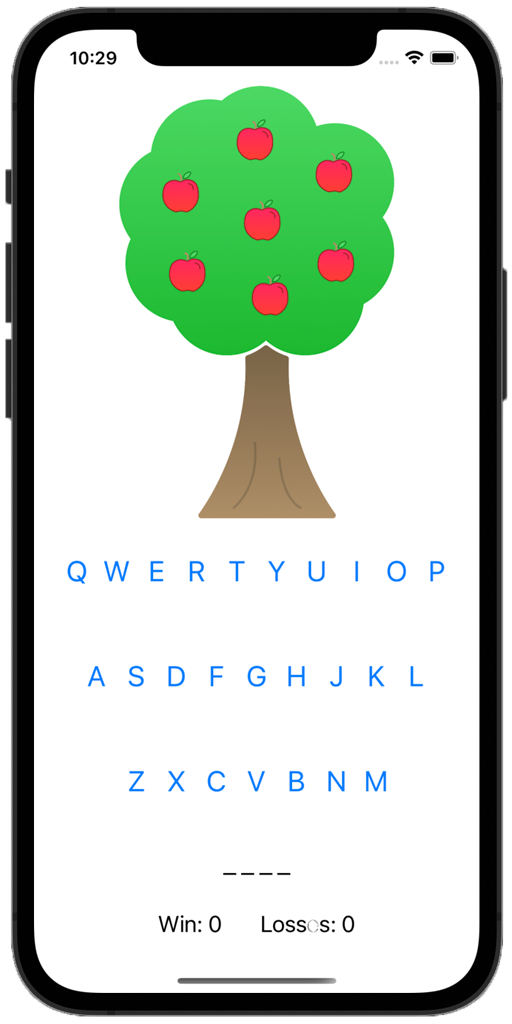 10:29
Q W E R T Y U I O P
A S D F G H J K L
Z X C V B N M
_ _ _ _
Win: 0 Losses: 0